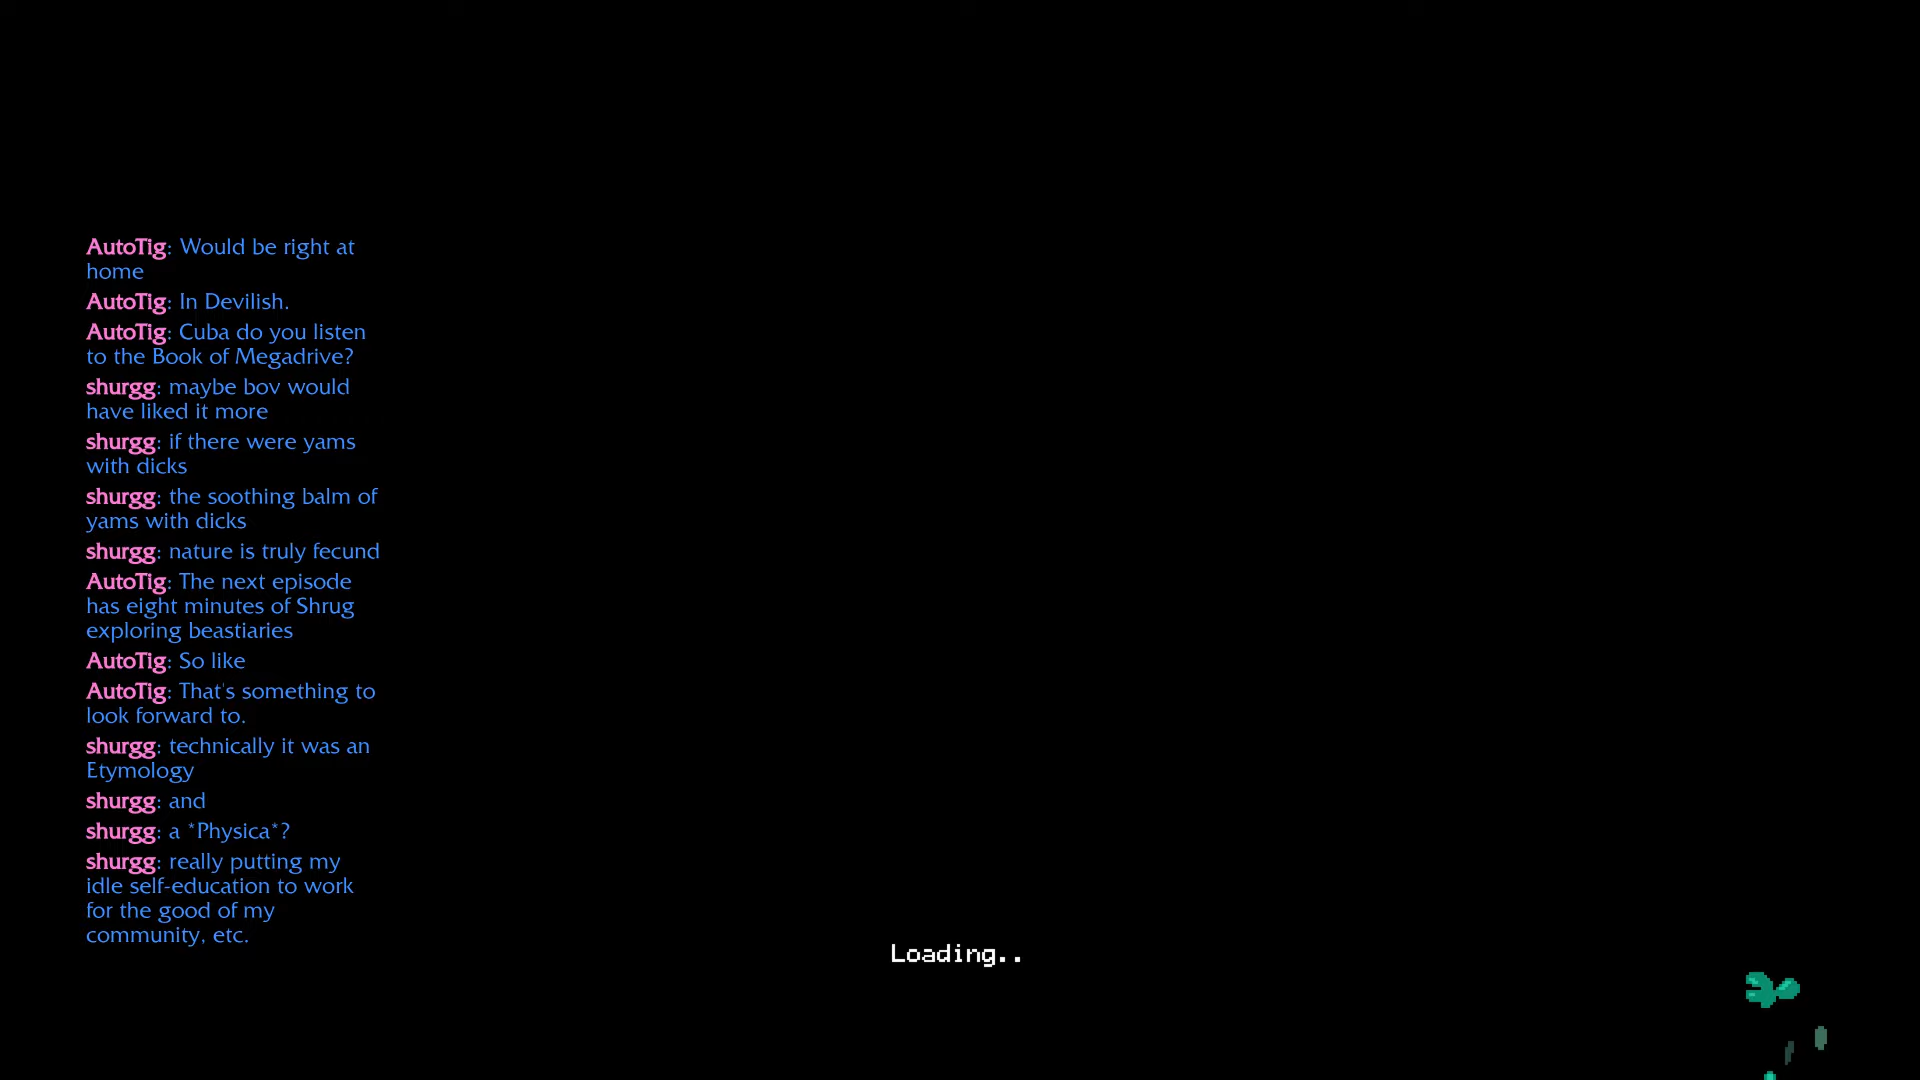 AutoTig: Would be right at
home
AutoTig: In Devilish.
AutoTig: Cuba do you listen
to the Book of Megadrive?
shurgg: maybe bov would
have liked it more
shurgg: if there were yams
with dicks
shurgg: the soothing balm of
yams with dicks
shurgg: nature is truly fecund
AutoTig: The next episode
has eight minutes of Shrug
exploring beastiaries
AutoTig: So like
AutoTig: That's something to
look forward to.
shurgg: technically it was an
Etymology
shurgg: and
shurgg: a *Physica*?
shurgg: really putting my
idle self-education to work
for the good of my
community, etc.
Loading..